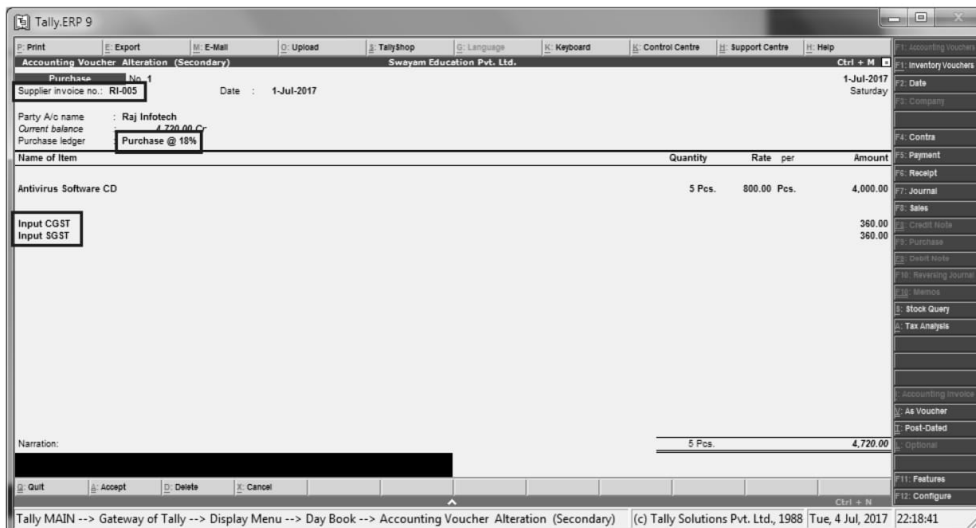 Tally.ERP 9
P: Print E: Export M: E-Mail O: Upload S: TallyShop G: Language K: Keyboard K: Control Centre H: Support Centre H: Help
F1: Accounting Vouchers
Accounting Voucher Alteration (Secondary) Swayam Education Pvt. Ltd. Ctrl + M
F1: Inventory Vouchers
Purchase No. 1 1-Jul-2017
F2: Date
Supplier invoice no.: RI-005 Date : 1-Jul-2017 Saturday
F3: Company
Party A/c name : Raj Infotech
Current balance : 4,720.00 Cr
Purchase ledger : Purchase @ 18%
F4: Contra
Name of Item Quantity Rate per Amount
F5: Payment
F6: Receipt
Antivirus Software CD 5 Pcs. 800.00 Pcs. 4,000.00
F7: Journal
F8: Sales
Input CGST 360.00
F8: Credit Note
Input SGST 360.00
F9: Purchase
F9: Debit Note
F10: Reversing Journal
F10: Memos
S: Stock Query
A: Tax Analysis
I: Accounting Invoice
V: As Voucher
T: Post-Dated
Narration: 5 Pcs. 4,720.00
L: Optional
F11: Features
Q: Quit A: Accept D: Delete X: Cancel
F12: Configure
Ctrl + N
Tally MAIN --> Gateway of Tally --> Display Menu --> Day Book --> Accounting Voucher Alteration (Secondary) (c) Tally Solutions Pvt. Ltd., 1988 Tue, 4 Jul, 2017 22:18:41